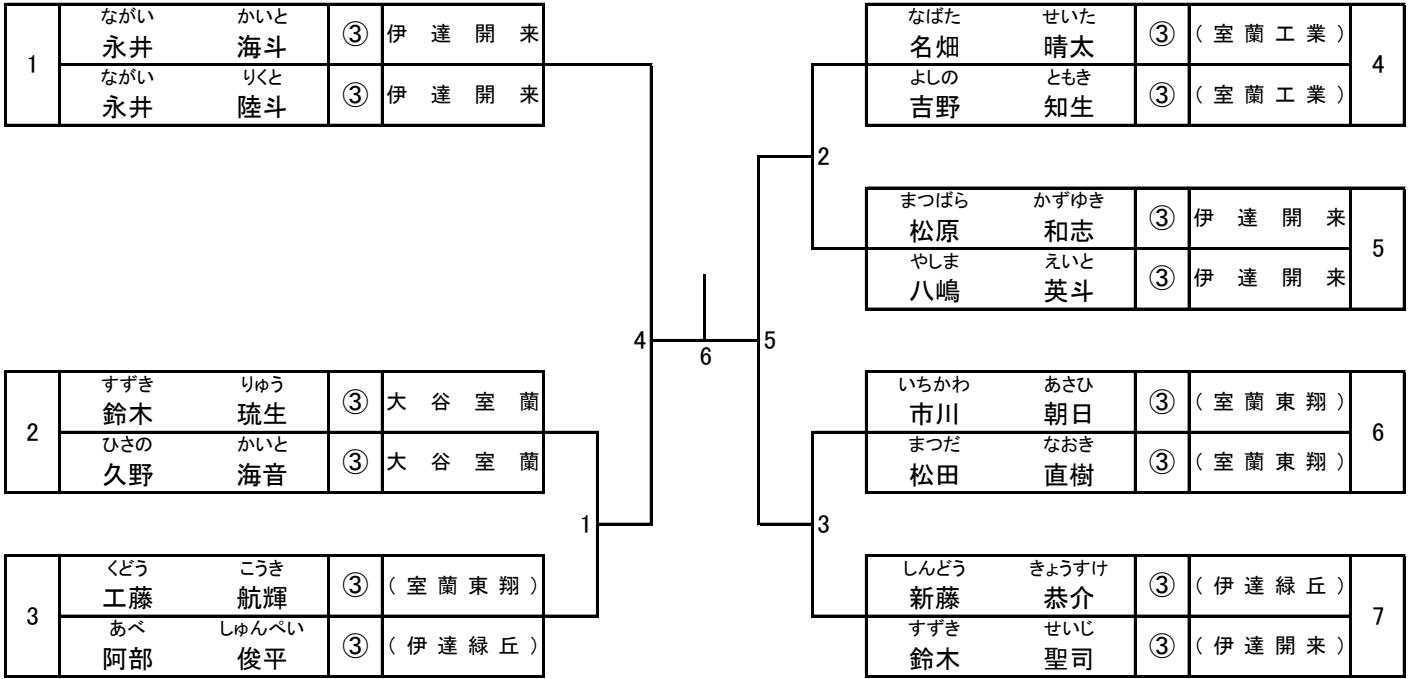 1
ながい かいと
永井 海斗 ③ 伊達開来
ながい りくと
永井 陸斗 ③ 伊達開来
2
すずき りゅう
鈴木 琉生 ③ 大谷室蘭
ひさの かいと
久野 海音 ③ 大谷室蘭
3
くどう こうき
工藤 航輝 ③ (室蘭東翔)
あべ しゅんぺい
阿部 俊平 ③ (伊達緑丘)
1
4
6
5
2
3
なばた せいた
名畑 晴太 ③ (室蘭工業)
よしの ともき
吉野 知生 ③ (室蘭工業)
4
まつばら かずゆき
松原 和志 ③ 伊達開来
やしま えいと
八嶋 英斗 ③ 伊達開来
5
いちかわ あさひ
市川 朝日 ③ (室蘭東翔)
まつだ なおき
松田 直樹 ③ (室蘭東翔)
6
しんどう きょうすけ
新藤 恭介 ③ (伊達緑丘)
すずき せいじ
鈴木 聖司 ③ (伊達開来)
7